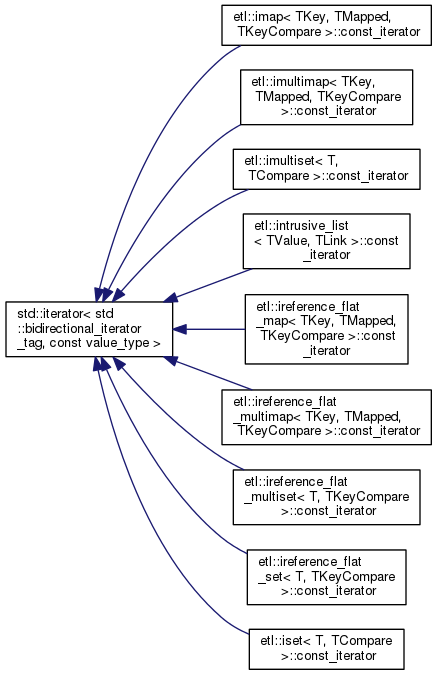 etl::imap< TKey, TMapped,
TKeyCompare >::const_iterator
etl::imultimap< TKey,
TMapped, TKeyCompare
>::const_iterator
etl::imultiset< T,
TCompare >::const_iterator
etl::intrusive_list
< TValue, TLink >::const
_iterator
std::iterator< std
::bidirectional_iterator
_tag, const value_type >
etl::ireference_flat
_map< TKey, TMapped,
TKeyCompare >::const
_iterator
etl::ireference_flat
_multimap< TKey, TMapped,
TKeyCompare >::const_iterator
etl::ireference_flat
_multiset< T, TKeyCompare
>::const_iterator
etl::ireference_flat
_set< T, TKeyCompare
>::const_iterator
etl::iset< T, TCompare
>::const_iterator